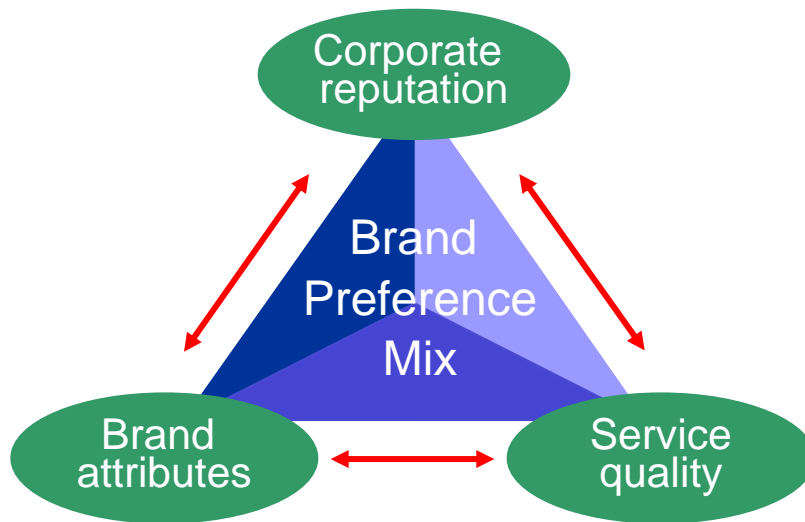 Corporate
reputation
Brand
Preference
Mix
Brand
attributes
Service
quality